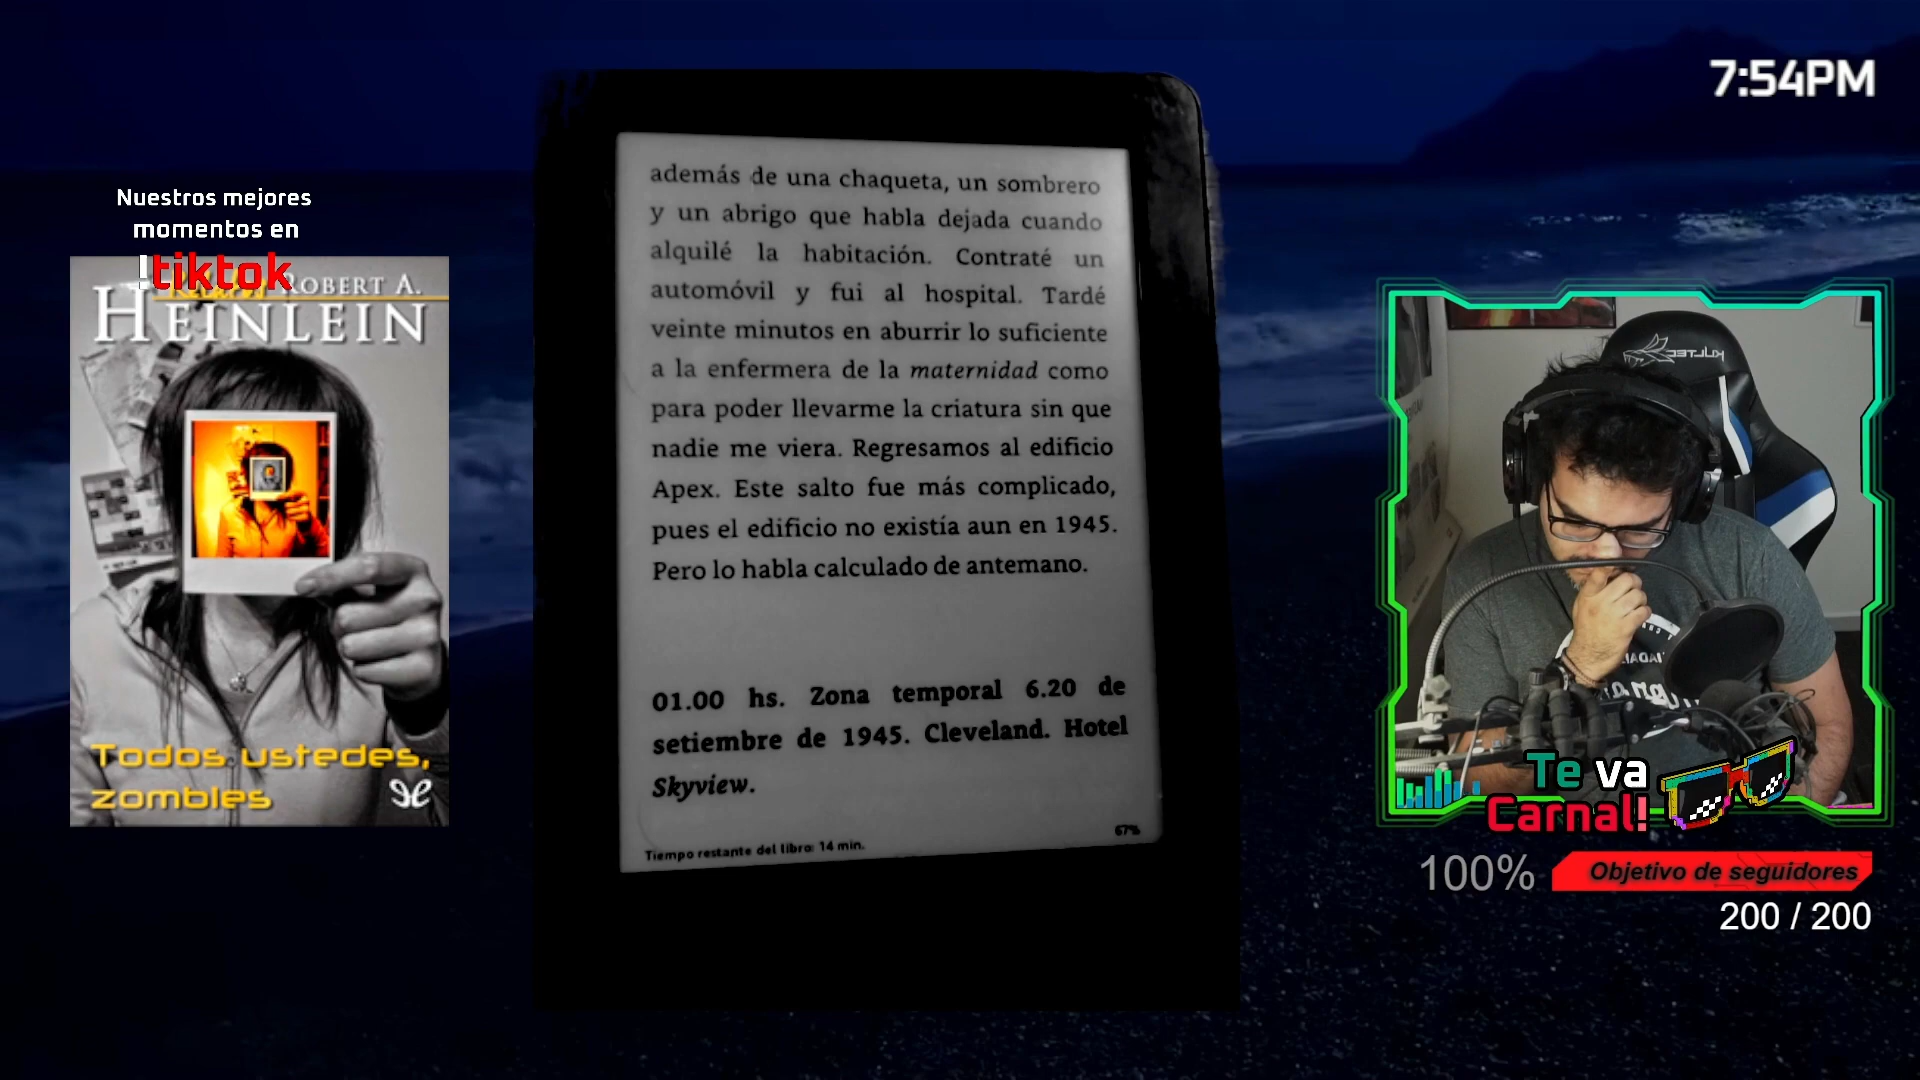 7:54PM
Nuestros mejores
momentos en
!tiktok
ROBERT A.
HEINLEIN
Todos ustedes,
zombies
además de una chaqueta, un sombrero
y un abrigo que habla dejada cuando
alquilé la habitación. Contraté un
automóvil y fui al hospital. Tardé
veinte minutos en aburrir lo suficiente
a la enfermera de la maternidad como
para poder llevarme la criatura sin que
nadie me viera. Regresamos al edificio
Apex. Este salto fue más complicado,
pues el edificio no existía aun en 1945.
Pero lo habla calculado de antemano.
01.00 hs. Zona temporal 6.20 de
setiembre de 1945. Cleveland. Hotel
Skyview.
Tiempo restante del libro: 14 min.
67%
Te va
Carnal!
100%
Objetivo de seguidores
200 / 200